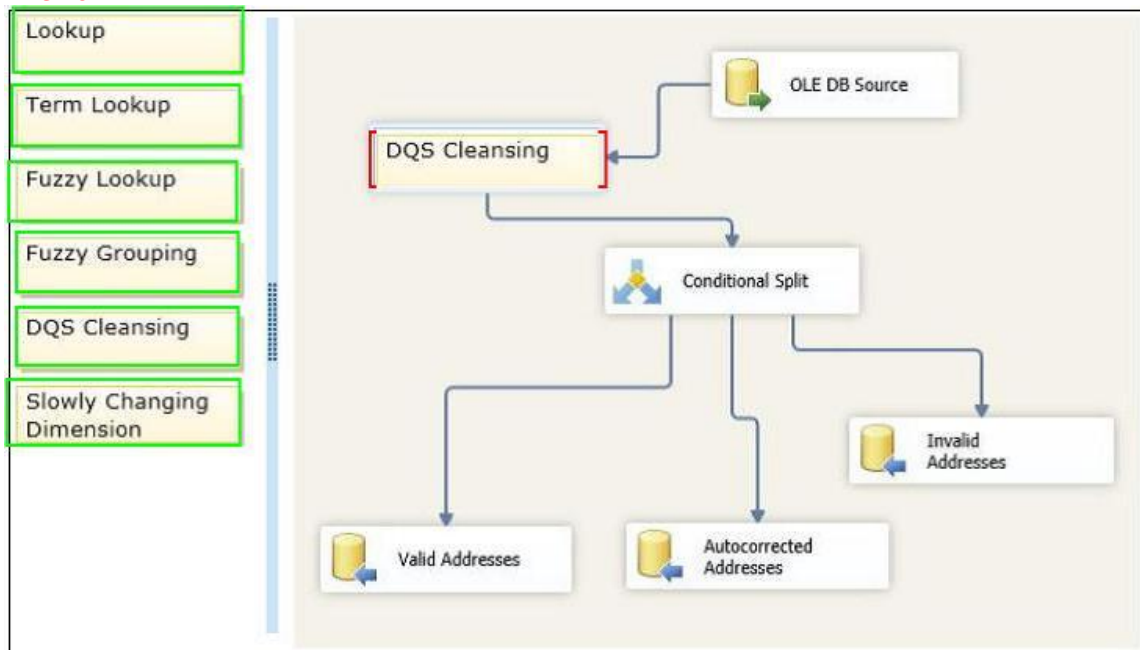 Lookup
Term Lookup
Fuzzy Lookup
Fuzzy Grouping
DQS Cleansing
Slowly Changing
Dimension
OLE DB Source
DQS Cleansing
Conditional Split
Invalid
Addresses
Valid Addresses
Autocorrected
Addresses